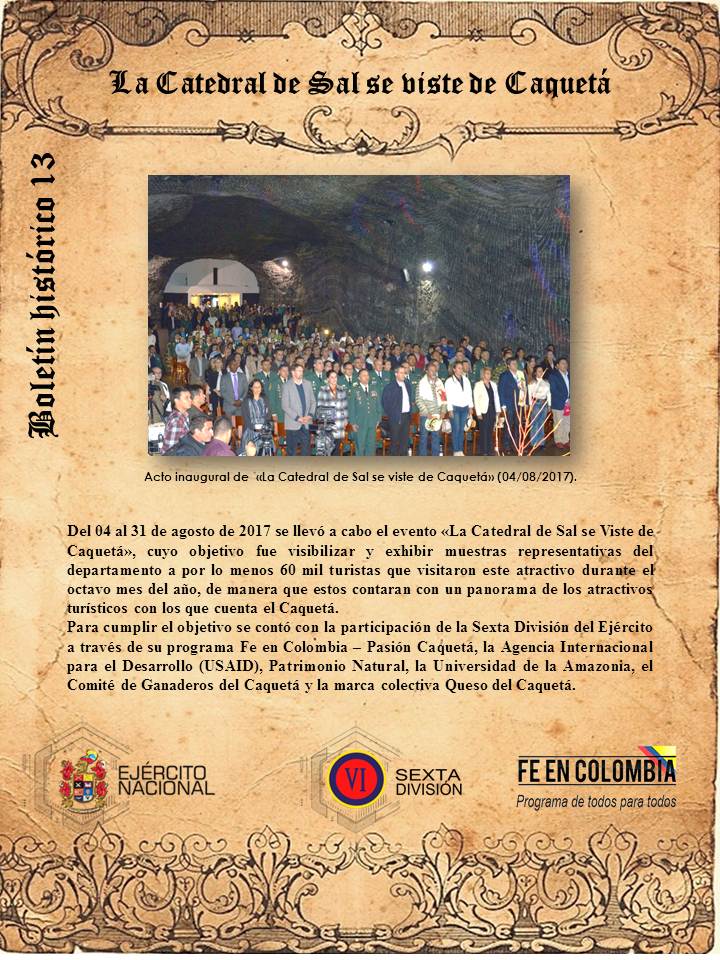 La Catedral de Sal se viste de Caquetá
Boletín histórico 13
Acto inaugural de «La Catedral de Sal se viste de Caquetá» (04/08/2017).
Del 04 al 31 de agosto de 2017 se llevó a cabo el evento «La Catedral de Sal se Viste de
Caquetá», cuyo objetivo fue visibilizar y exhibir muestras representativas del
departamento a por lo menos 60 mil turistas que visitaron este atractivo durante el
octavo mes del año, de manera que estos contaran con un panorama de los atractivos
turísticos con los que cuenta el Caquetá.
Para cumplir el objetivo se contó con la participación de la Sexta División del Ejército
a través de su programa Fe en Colombia – Pasión Caquetá, la Agencia Internacional
para el Desarrollo (USAID), Patrimonio Natural, la Universidad de la Amazonia, el
Comité de Ganaderos del Caquetá y la marca colectiva Queso del Caquetá.
EJÉRCITO
NACIONAL
VI
SEXTA
DIVISIÓN
FE EN COLOMBIA
Programa de todos para todos